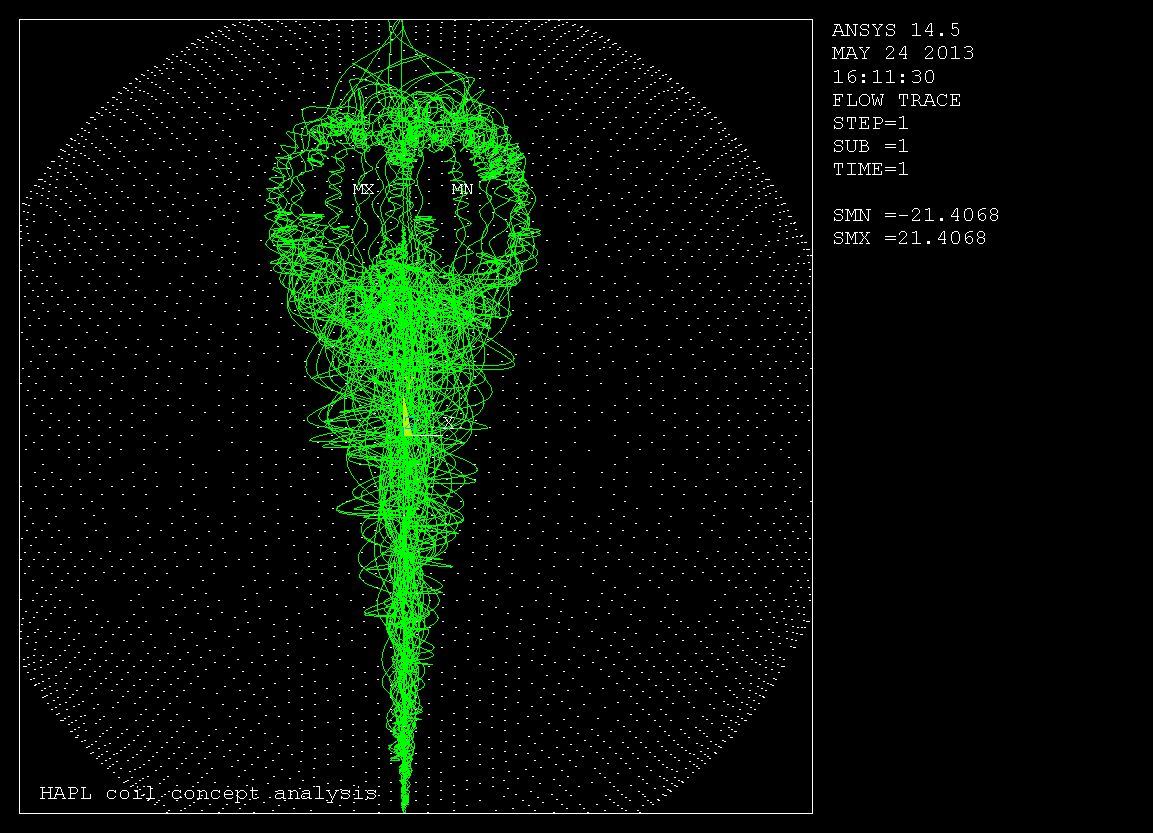 ANSYS 14.5
MAY 24 2013
16:11:30
FLOW TRACE
STEP=1
SUB =1
TIME=1
SMN =-21.4068
SMX =21.4068
MX
MN
X
HAPL coil concept analysis